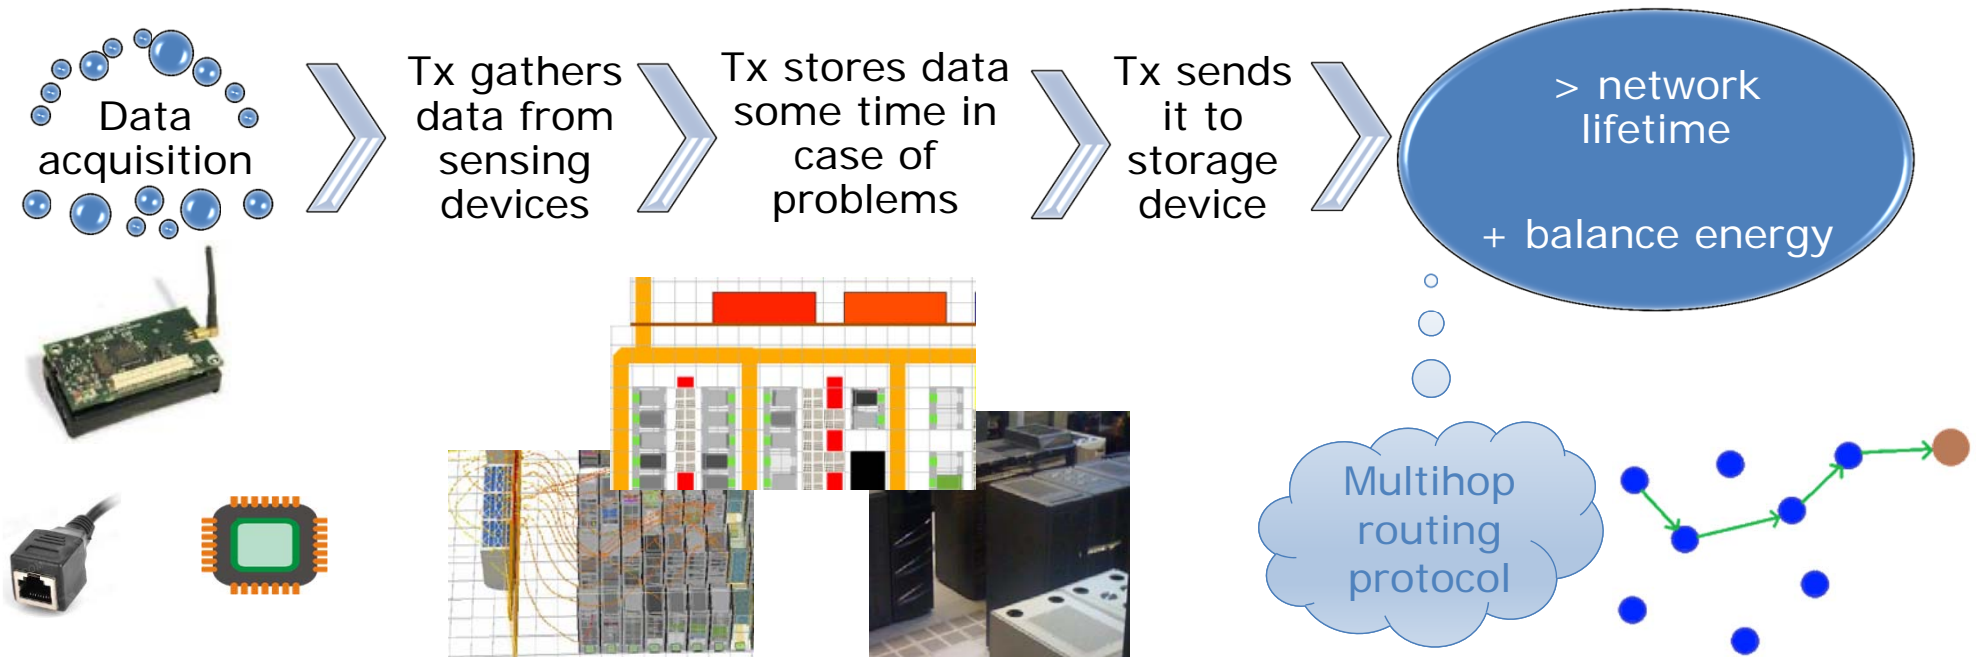 Data
acquisition
Tx gathers
data from
sensing
devices
Tx stores data
some time in
case of
problems
Tx sends
it to
storage
device
> network
lifetime
+ balance energy
Multihop
routing
protocol